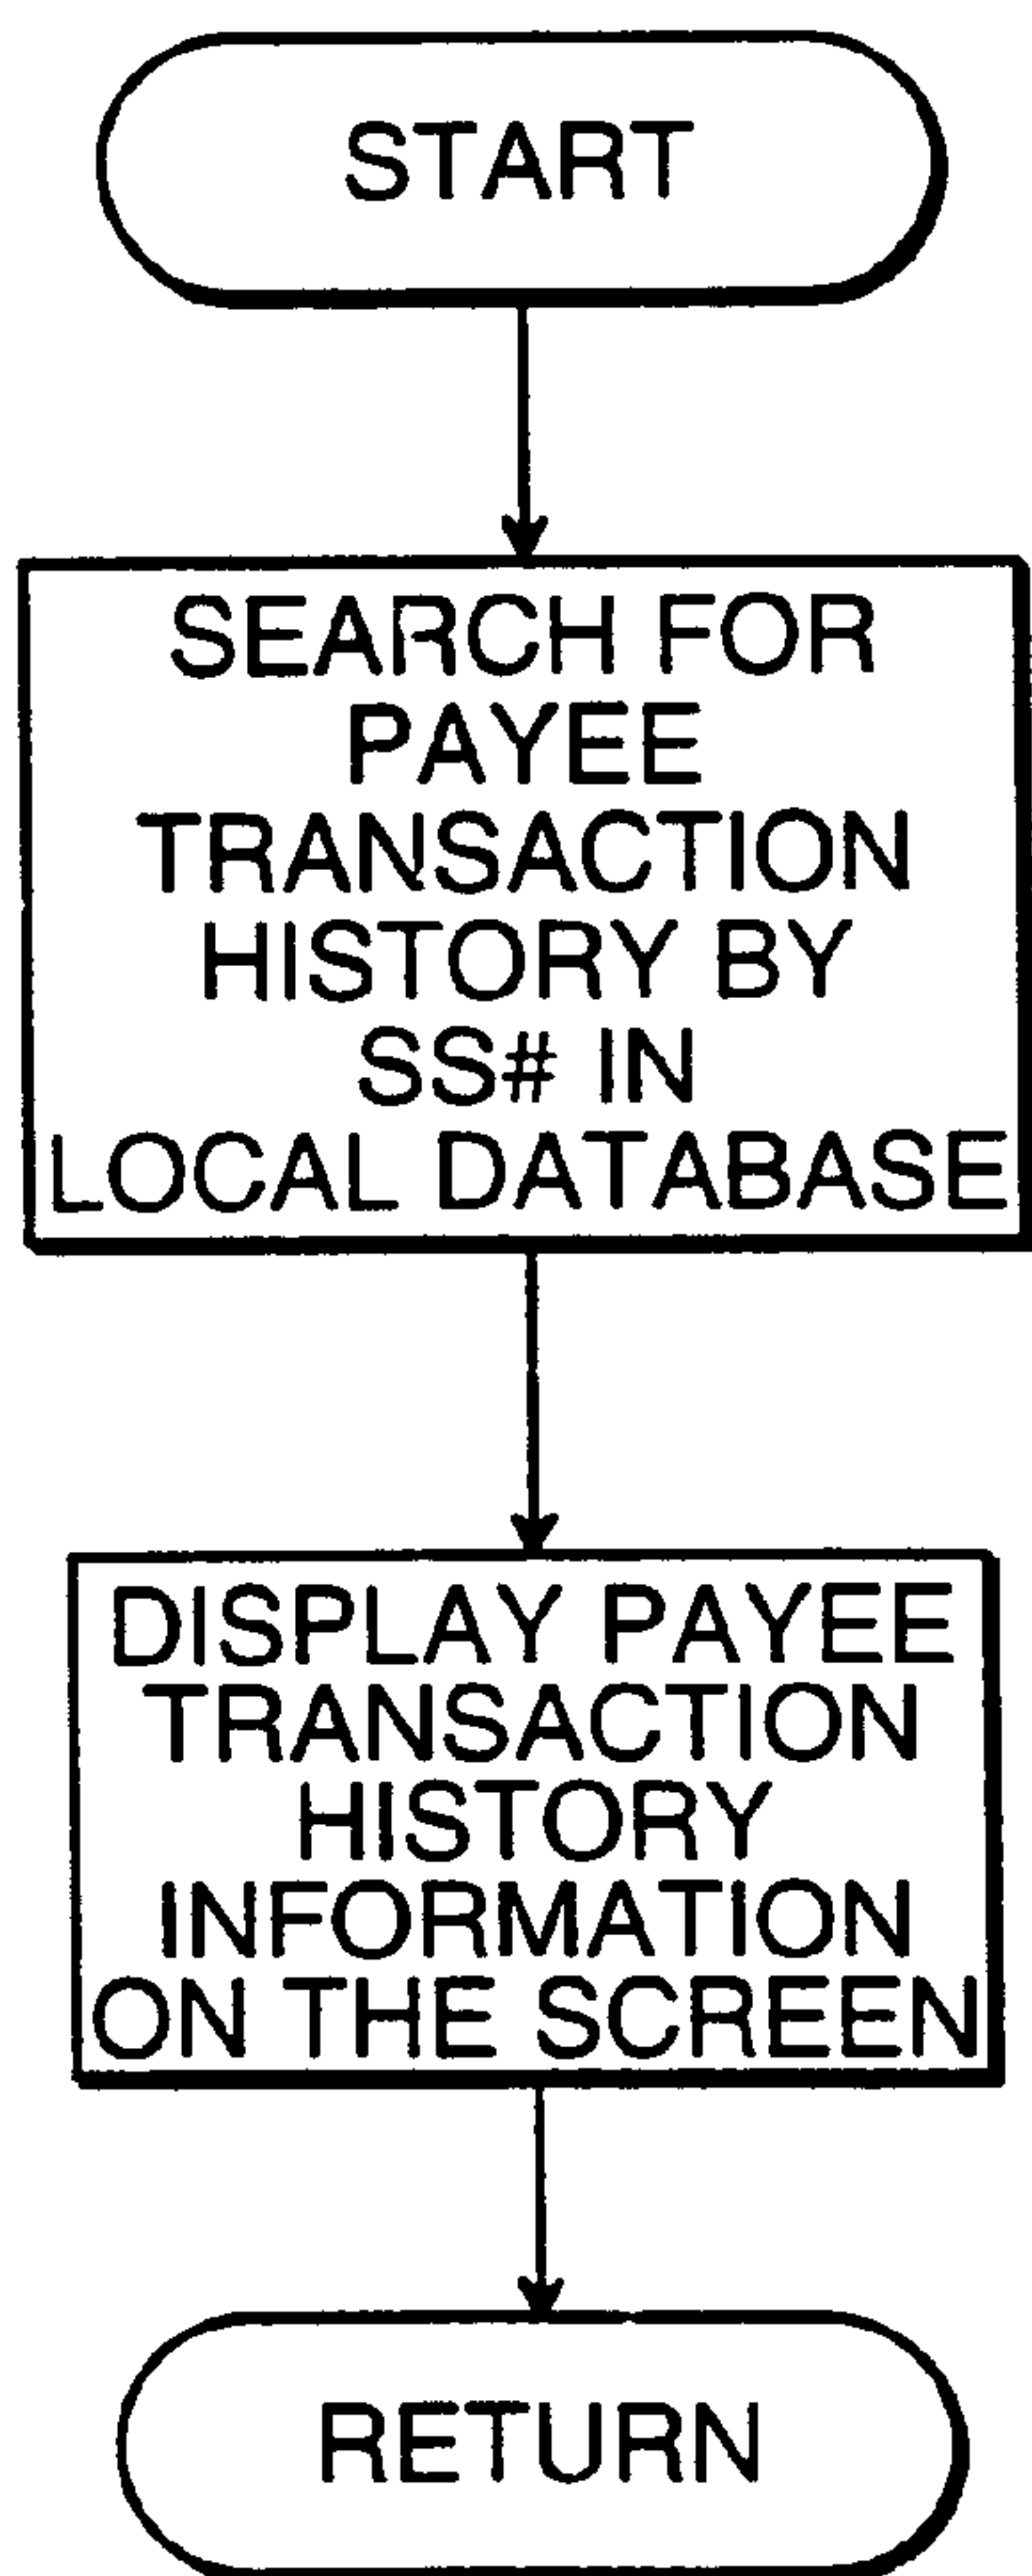 START
SEARCH FOR
PAYEE
TRANSACTION
HISTORY BY
SS# IN
LOCAL DATABASE
DISPLAY PAYEE
TRANSACTION
HISTORY
INFORMATION
ON THE SCREEN
RETURN